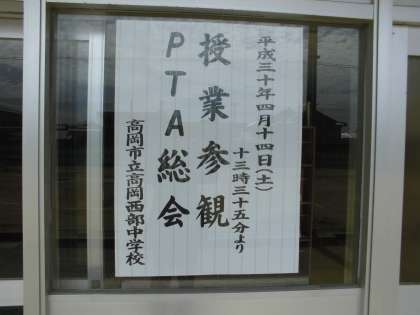 平成三十年四月十四日(土)
十三時三十五分より
授業参観
PTA総会
高岡市立高岡西部中学校